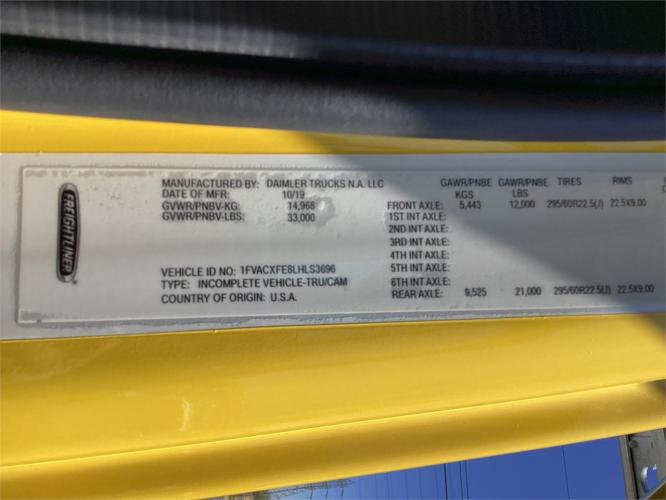 FREIGHTLINER
MANUFACTURED BY: DAIMLER TRUCKS N.A. LLC
DATE OF MFR: 10/19
GVWR/PNBV-KG: 14,968
GVWR/PNBV-LBS: 33,000
VEHICLE ID NO: 1FVACXFE8LHLS3696
TYPE: INCOMPLETE VEHICLE-TRU/CAM
COUNTRY OF ORIGIN: U.S.A.
GAWR/PNBE GAWR/PNBE TIRES RIMS
KGS LBS
FRONT AXLE: 5,443 12,000 295/60R22.5(J) 22.5X9.00
1ST INT AXLE:
2ND INT AXLE:
3RD INT AXLE:
4TH INT AXLE:
5TH INT AXLE:
6TH INT AXLE:
REAR AXLE: 9,525 21,000 295/60R22.5(J) 22.5X9.00